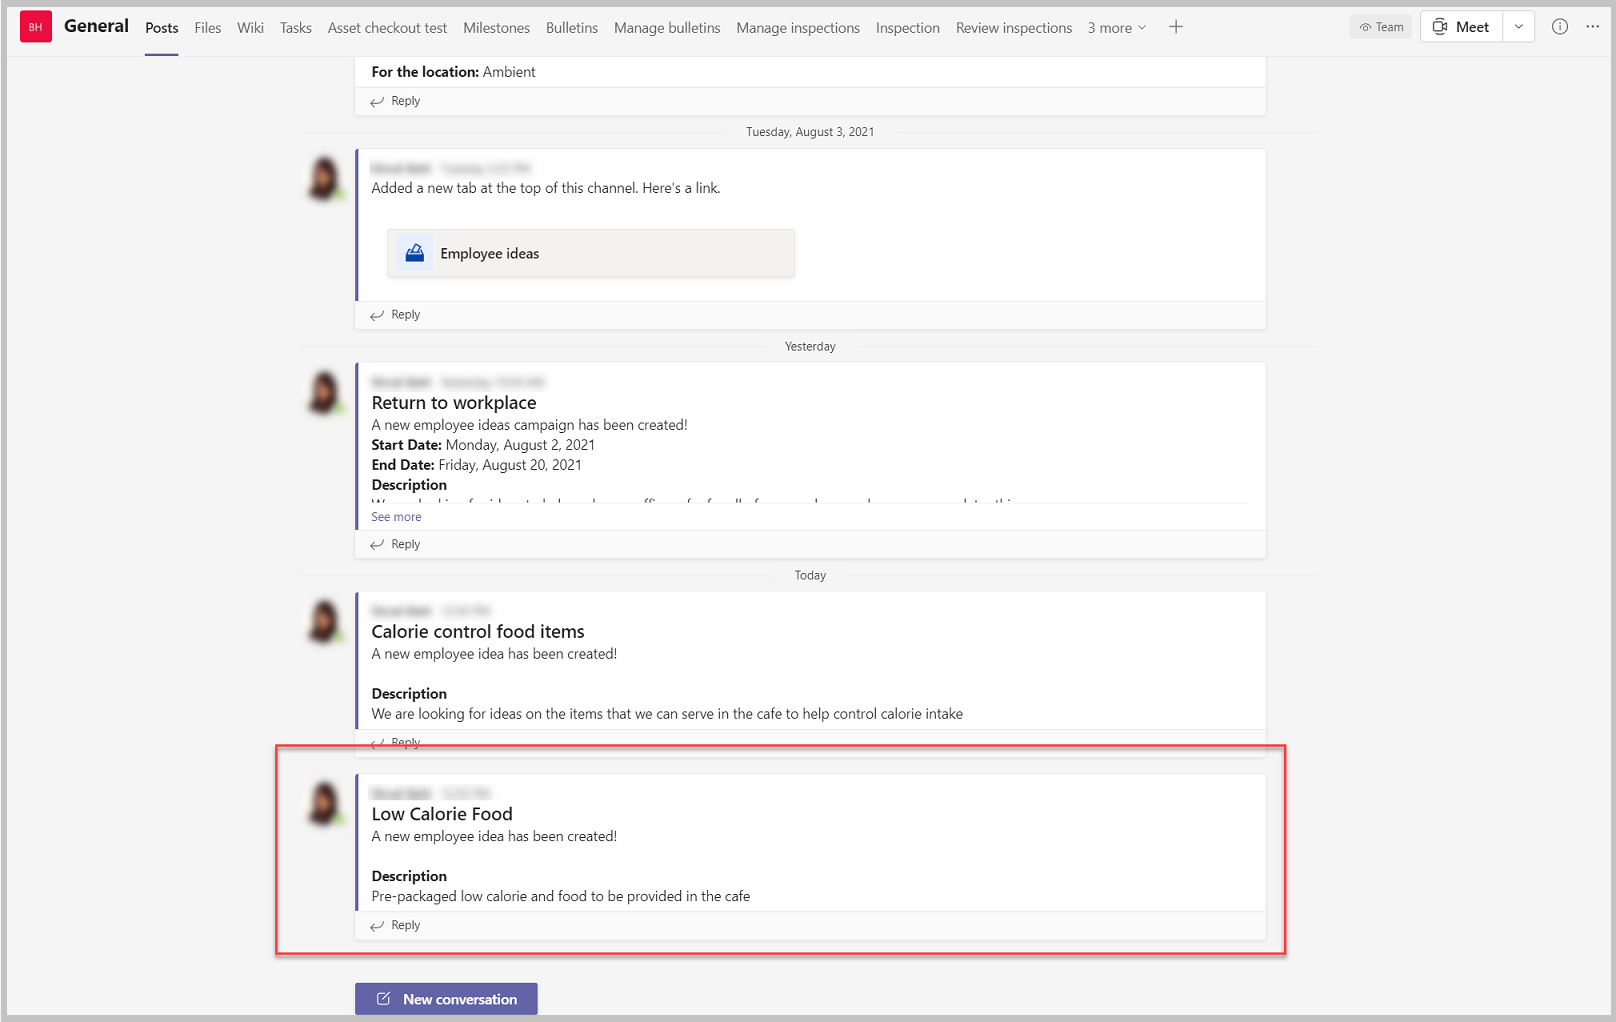 BH General Posts Files Wiki Tasks Asset checkout test Milestones Bulletins Manage bulletins Manage inspections Inspection Review inspections 3 more Team Meet
For the location: Ambient
Reply
Tuesday, August 3, 2021
Added a new tab at the top of this channel. Here's a link.
Employee ideas
Reply
Yesterday
Return to workplace
A new employee ideas campaign has been created!
Start Date: Monday, August 2, 2021
End Date: Friday, August 20, 2021
Description
See more
Reply
Today
Calorie control food items
A new employee idea has been created!
Description
We are looking for ideas on the items that we can serve in the cafe to help control calorie intake
Reply
Low Calorie Food
A new employee idea has been created!
Description
Pre-packaged low calorie and food to be provided in the cafe
Reply
New conversation